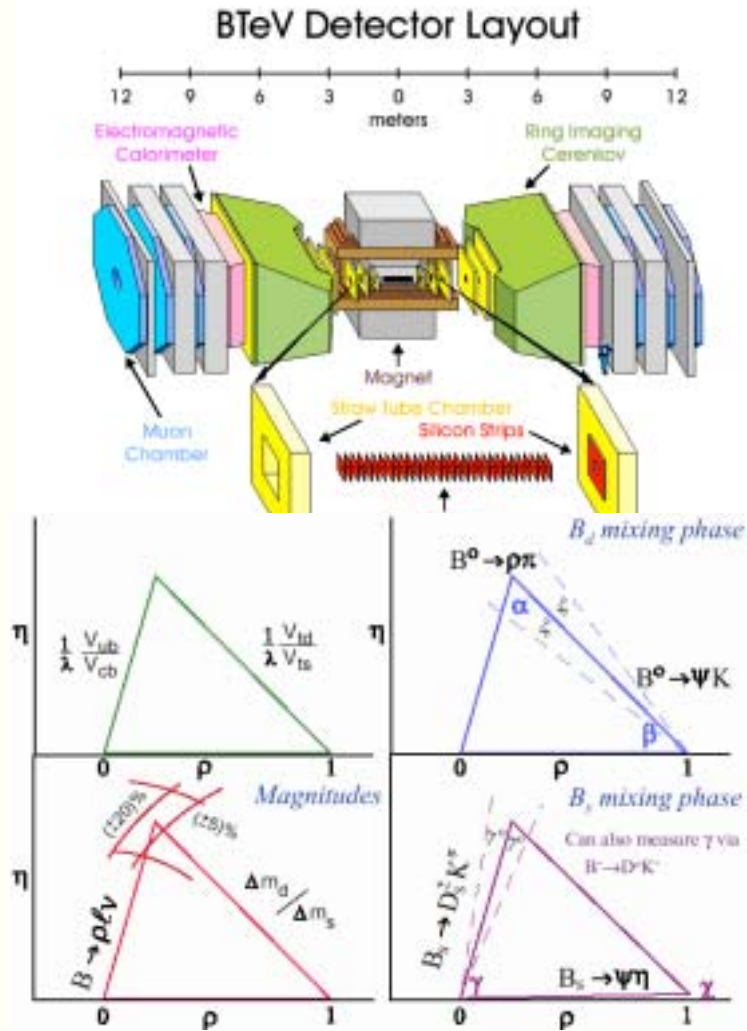 BTeV Detector Layout
12 9 6 3 0 3 6 9 12
meters
Electromagnetic
Calorimeter
Ring Imaging
Cerenkov
Magnet
Muon
Chamber
Straw Tube Chamber
Silicon Strips
η
1/λ V_ub/V_cb
1/λ V_td/V_ts
0 ρ 1
B_d mixing phase
B^o→ρπ
η
α
B^o→ΨK
β
0 ρ 1
Magnitudes
(±20)%
(±5)%
η
B→ρℓν
Δm_d/Δm_s
0 ρ 1
B_s mixing phase
Can also measure γ via
η
γ
B_s→Ψη
χ
0 ρ 1